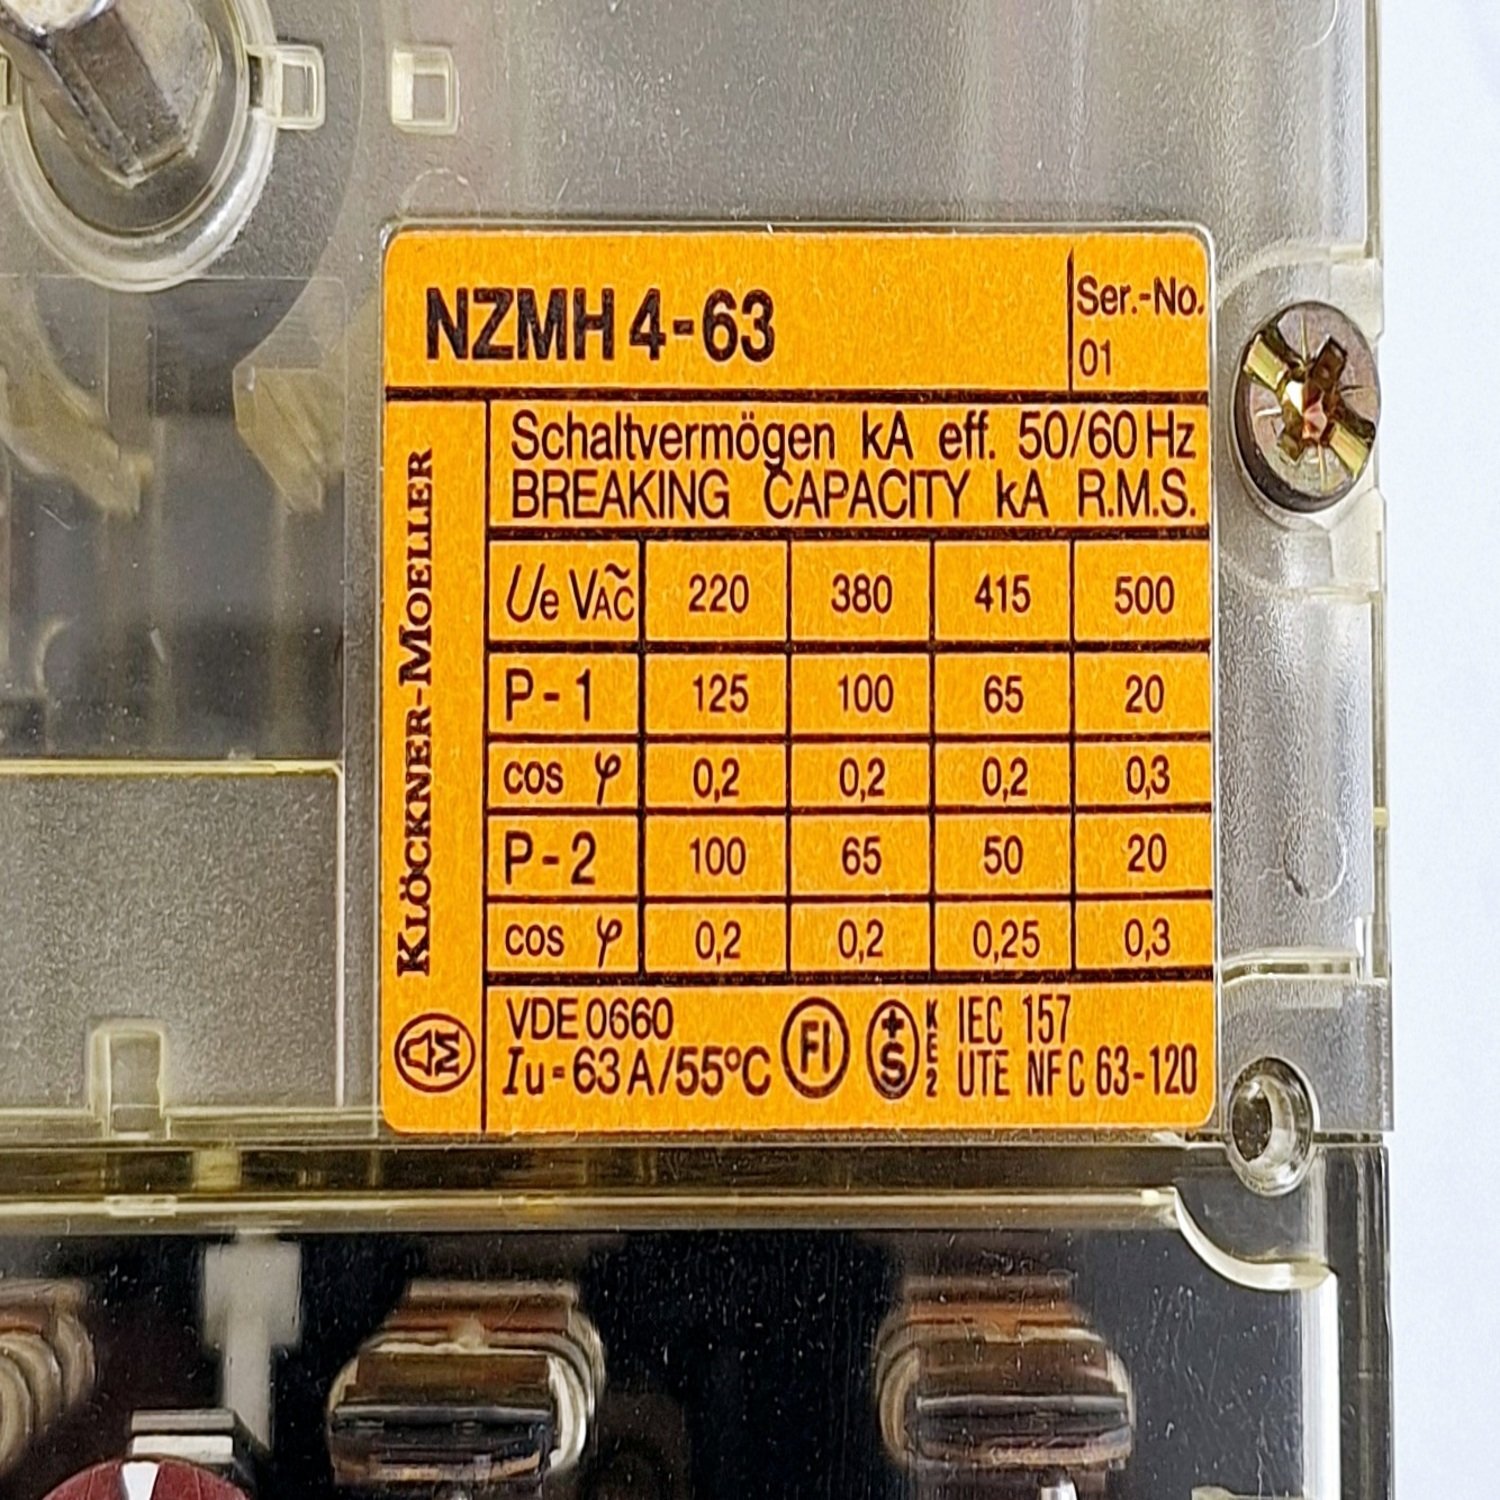 NZMH 4-63
Ser.-No.
01
KLÖCKNER-MOELLER
Schaltvermögen kA eff. 50/60 Hz
BREAKING CAPACITY kA R.M.S.
Ue VAC~ 220 380 415 500
P-1 125 100 65 20
cos φ 0,2 0,2 0,2 0,3
P-2 100 65 50 20
cos φ 0,2 0,2 0,25 0,3
M
VDE 0660
Iu=63A/55°C
FI
+S
KE2
IEC 157
UTE NFC 63-120